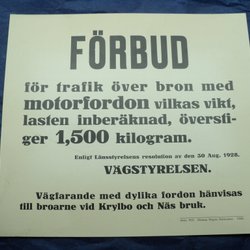 FÖRBUD
för trafik över bron med
motorfordon vilkas vikt,
lasten inberäknad, översti-
ger 1,500 kilogram.
Enligt Länsstyrelsens resolution av den 30 Aug. 1928.
VÄGSTYRELSEN.
Vägfarande med dylika fordon hänvisas
till broarne vid Krylbo och Näs bruk.